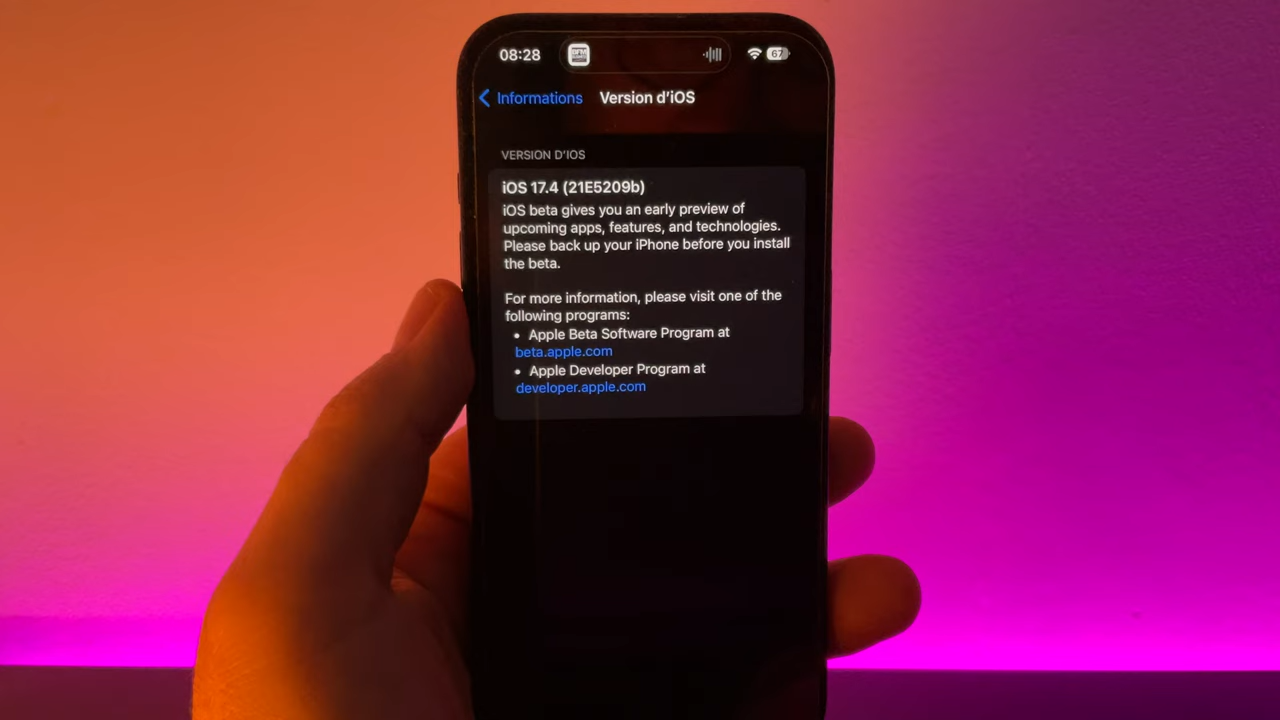 08:28
67
Informations Version d'iOS
VERSION D'IOS
iOS 17.4 (21E5209b)
iOS beta gives you an early preview of
upcoming apps, features, and technologies.
Please back up your iPhone before you install
the beta.
For more information, please visit one of the
following programs:
• Apple Beta Software Program at
beta.apple.com
• Apple Developer Program at
developer.apple.com